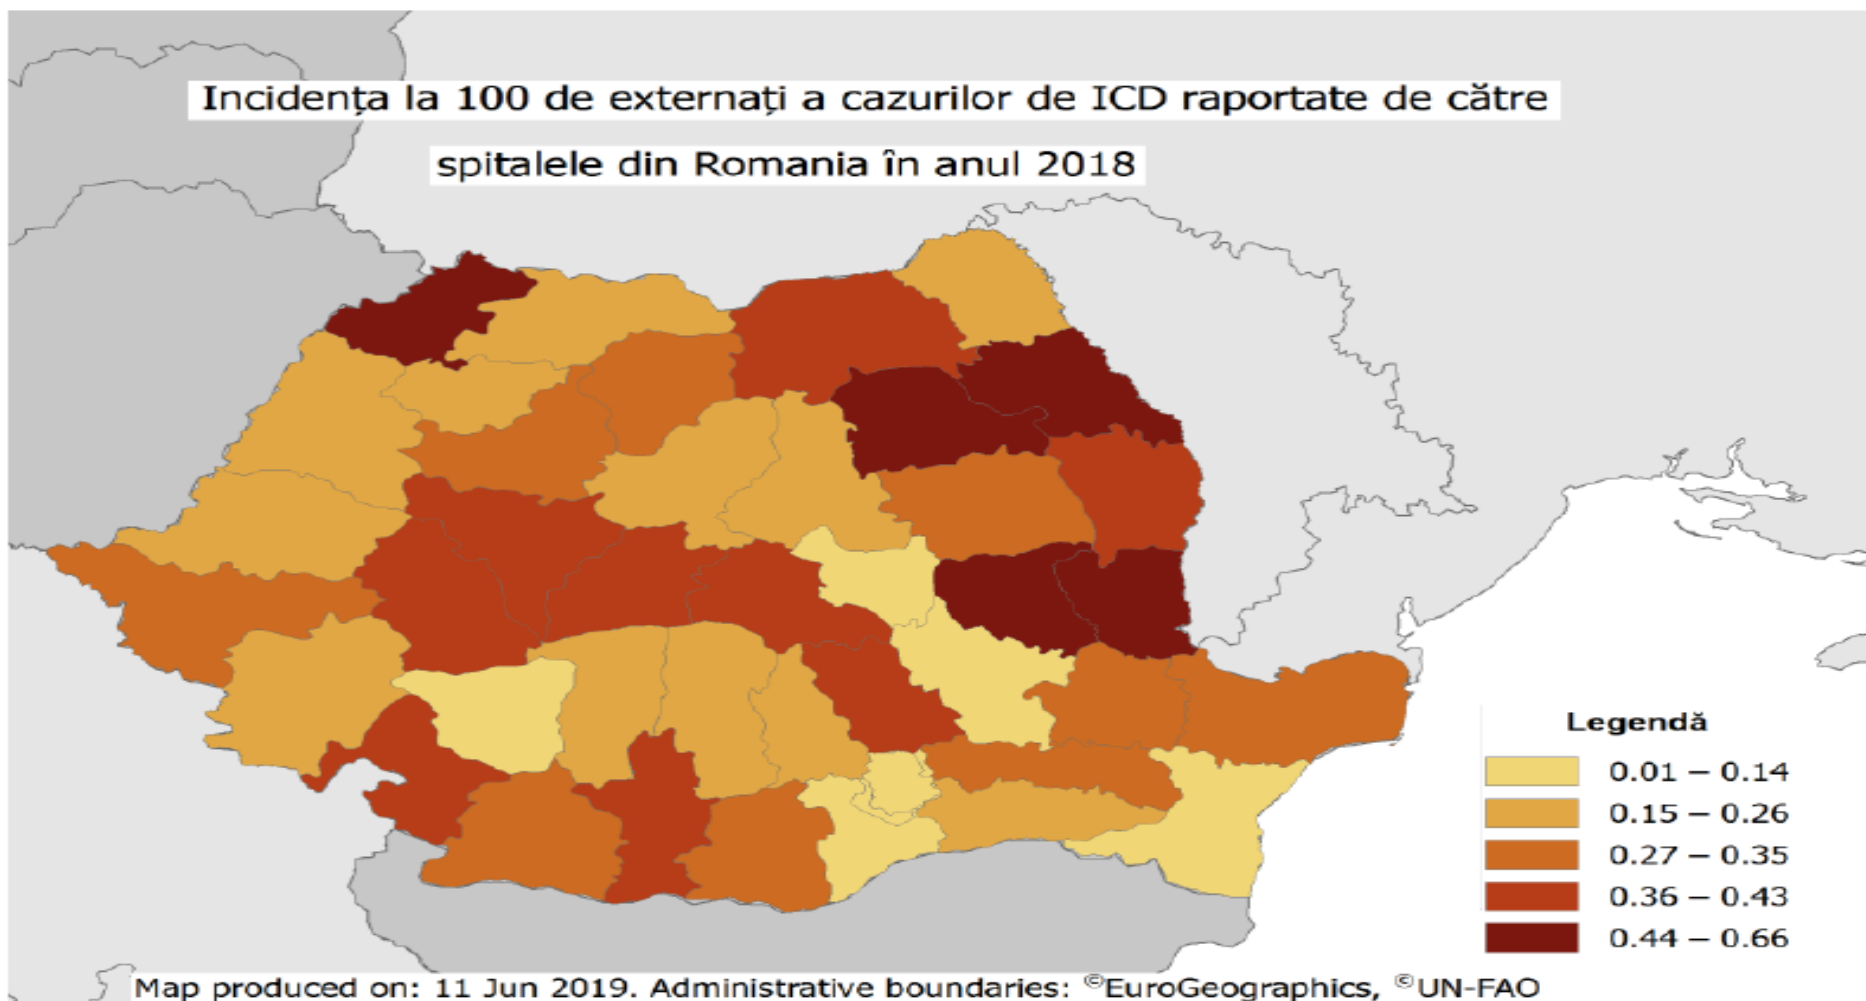 Incidența la 100 de externați a cazurilor de ICD raportate de către
spitalele din Romania în anul 2018
Legendă
0.01 – 0.14
0.15 – 0.26
0.27 – 0.35
0.36 – 0.43
0.44 – 0.66
Map produced on: 11 Jun 2019. Administrative boundaries: ©EuroGeographics, ©UN-FAO